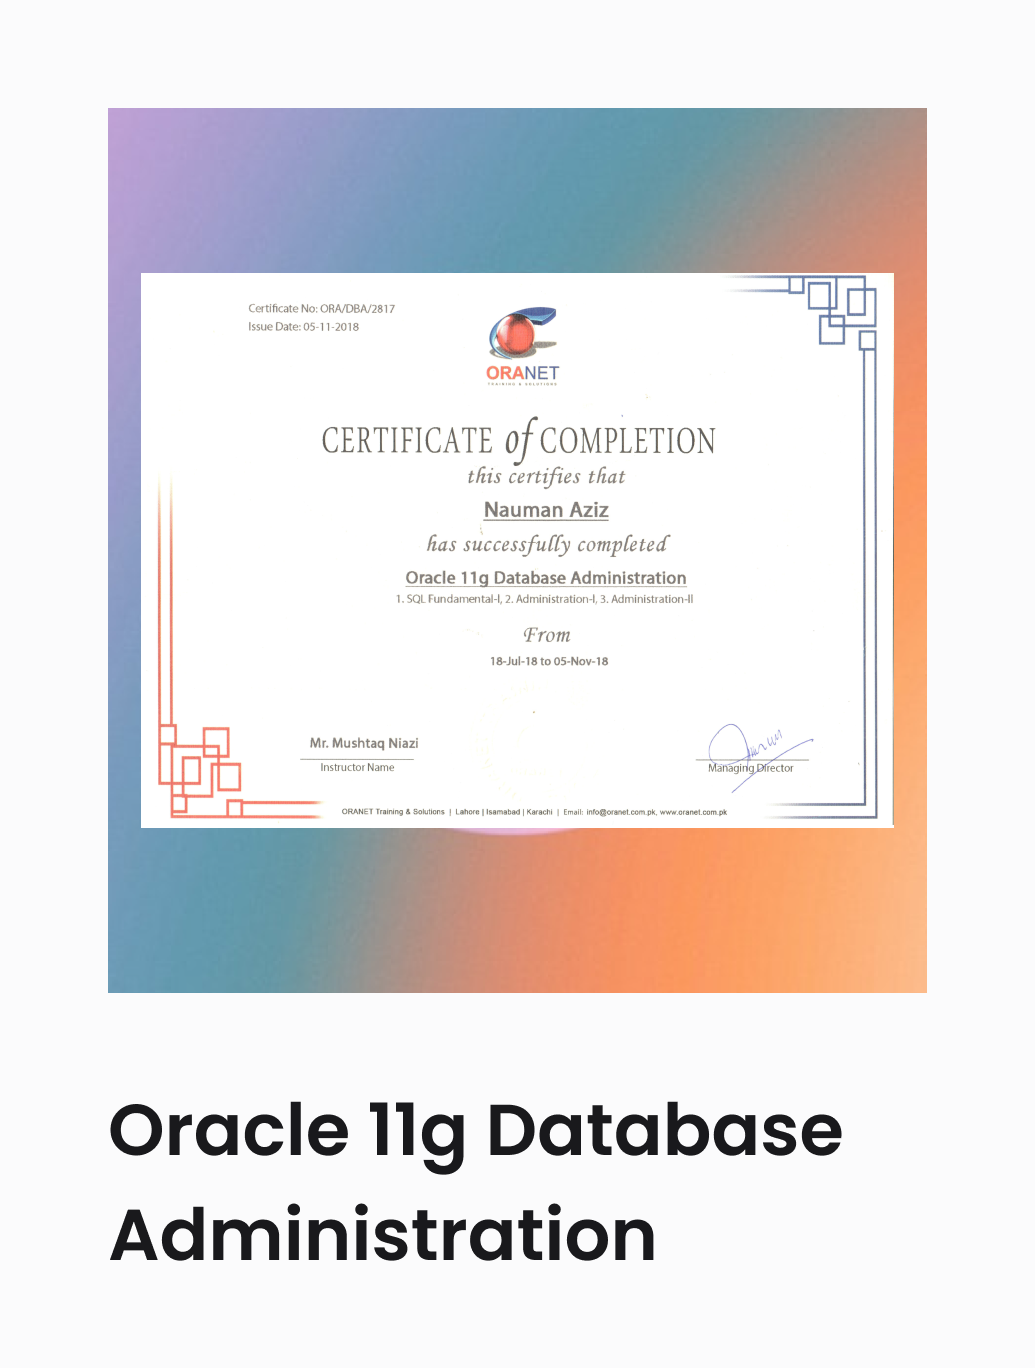 Certificate No: ORA/DBA/2817
Issue Date: 05-11-2018
ORANET
TRAINING & SOLUTIONS
CERTIFICATE of COMPLETION
this certifies that
Nauman Aziz
has successfully completed
Oracle 11g Database Administration
1. SQL Fundamental-I, 2. Administration-I, 3. Administration-II
From
18-Jul-18 to 05-Nov-18
Mr. Mushtaq Niazi
Instructor Name
Managing Director
ORANET Training & Solutions | Lahore | Isamabad | Karachi | Email: info@oranet.com.pk, www.oranet.com.pk
Oracle 11g Database
Administration